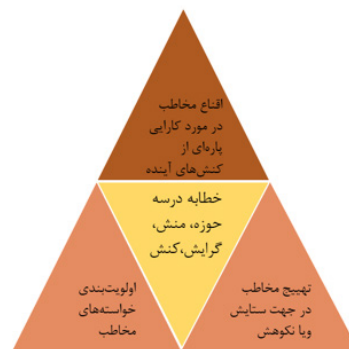 اقناع مخاطب
در مورد کارایی
پاره‌ای از
کنش‌های آینده
خطابه درسه
حوزه، منش،
گرایش،کنش
تهییج مخاطب
در جهت ستایش
ویا نکوهش
اولویت‌بندی
خواسته‌های
مخاطب